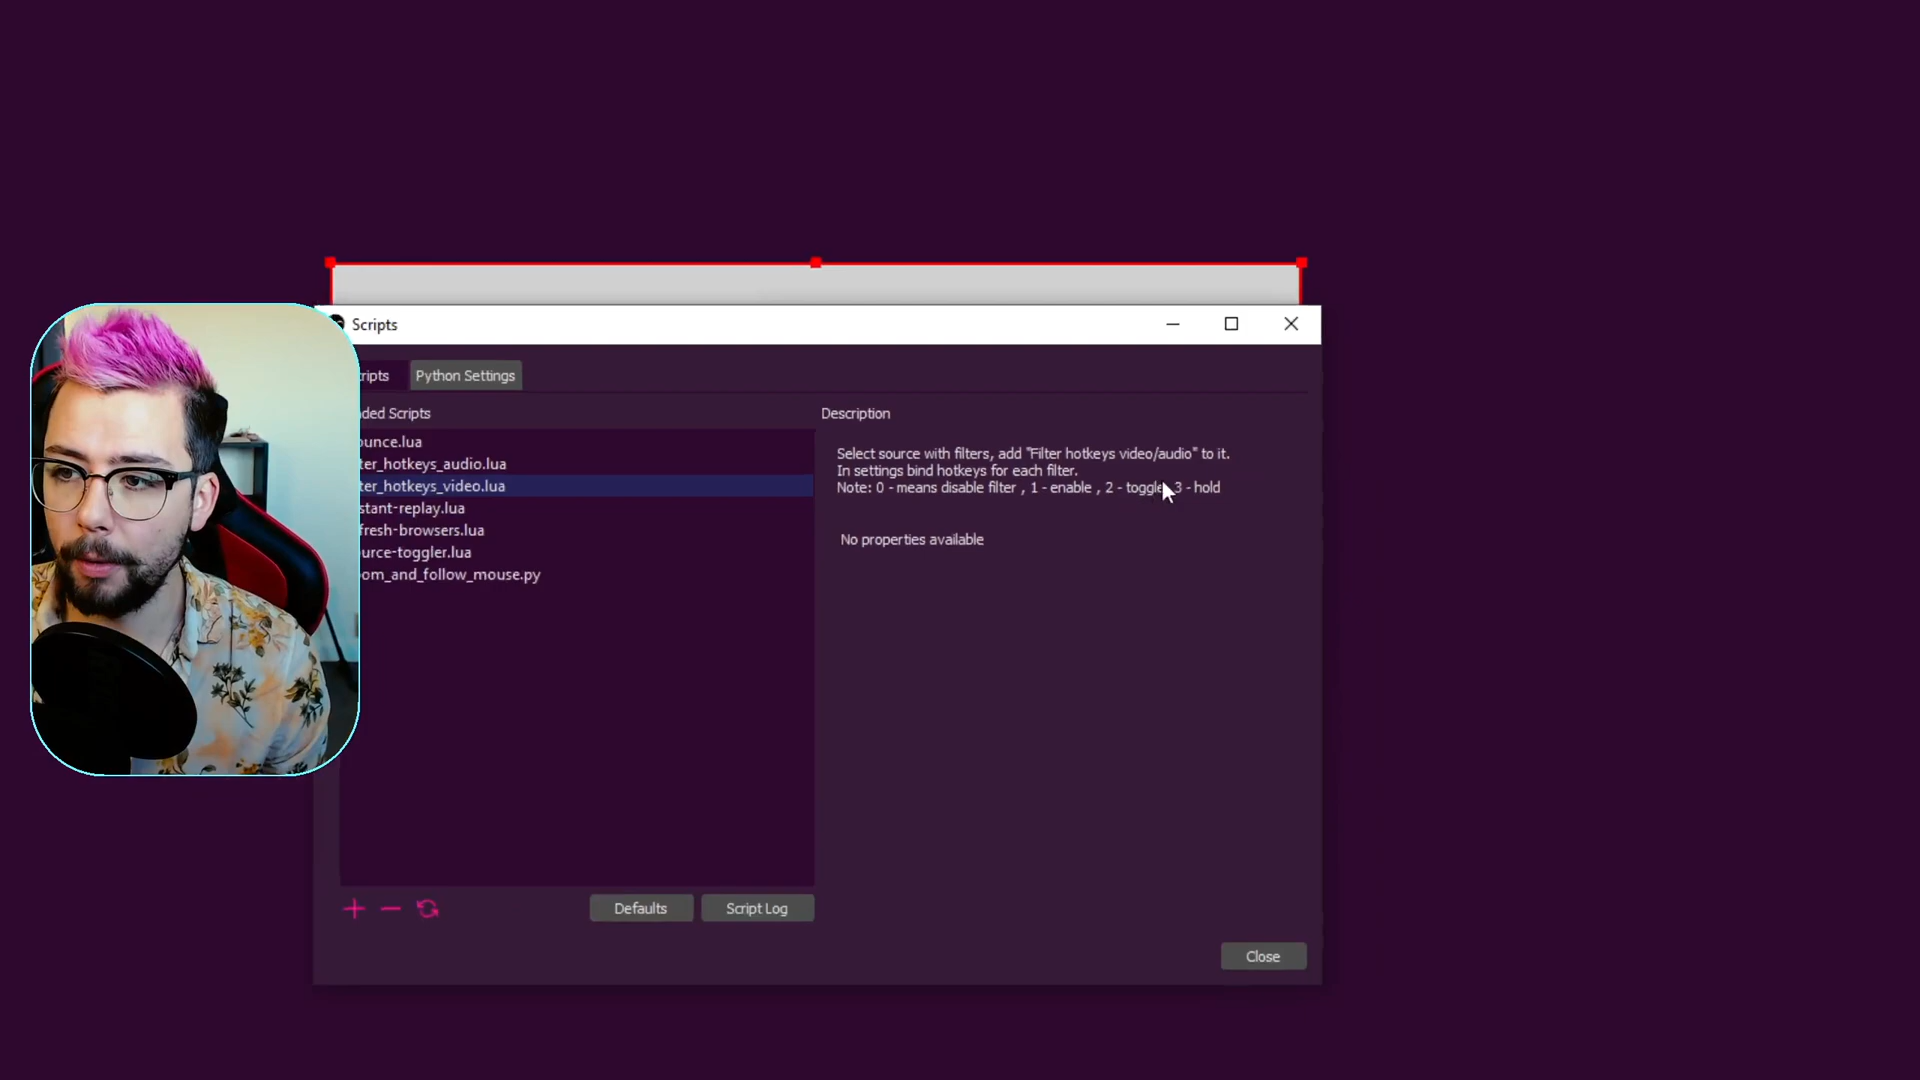 Scripts
ripts
Python Settings
ded Scripts
Description
ounce.lua
ter_hotkeys_audio.lua
ter_hotkeys_video.lua
stant-replay.lua
fresh-browsers.lua
urce-toggler.lua
om_and_follow_mouse.py
Select source with filters, add "Filter hotkeys video/audio" to it.
In settings bind hotkeys for each filter.
Note: 0 - means disable filter , 1 - enable , 2 - toggle 3 - hold
No properties available
Defaults
Script Log
Close